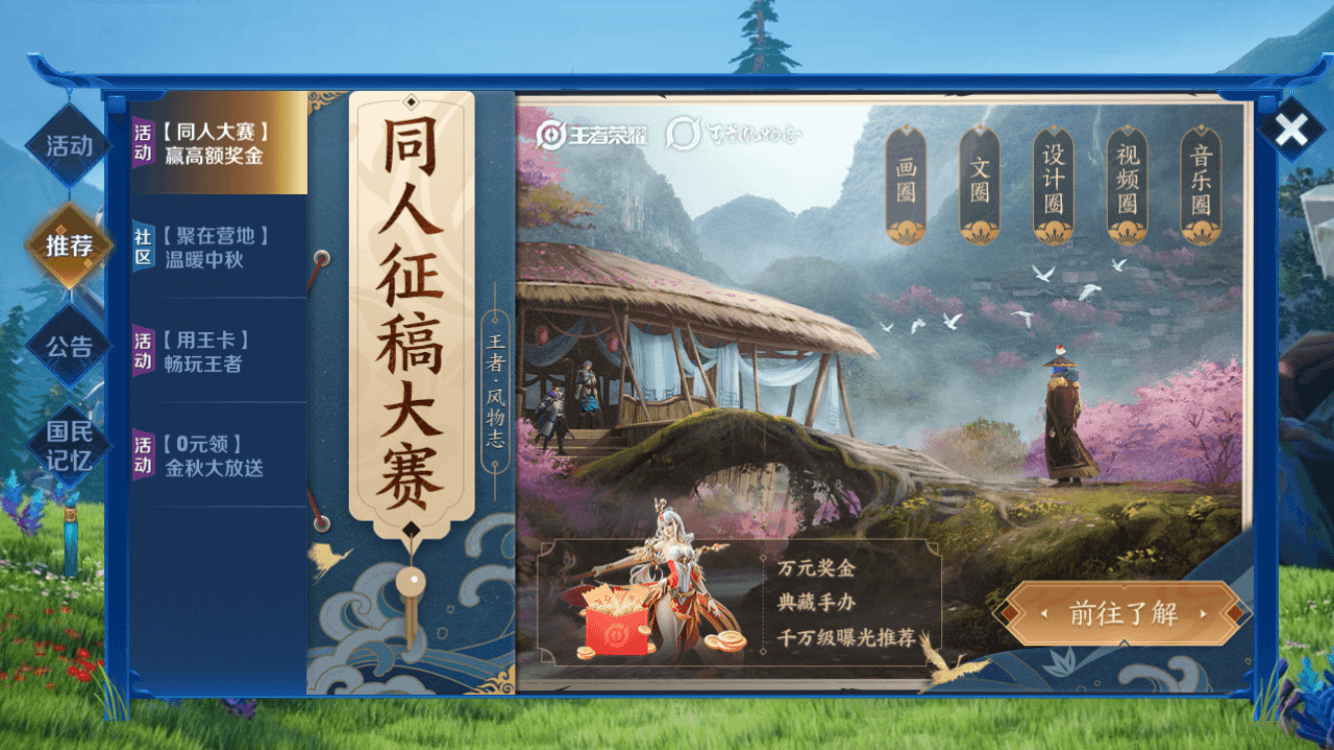 活动
推荐
公告
国民
记忆
活动
【 同人大赛 】
赢高额奖金
社区
【 聚在营地 】
温暖中秋
活动
【 用王卡 】
畅玩王者
活动
【 0元领 】
金秋大放送
同人征稿大赛
王者·风物志
王者荣耀
画圈
文圈
设计圈
视频圈
音乐圈
万元奖金
典藏手办
千万级曝光推荐
前往了解